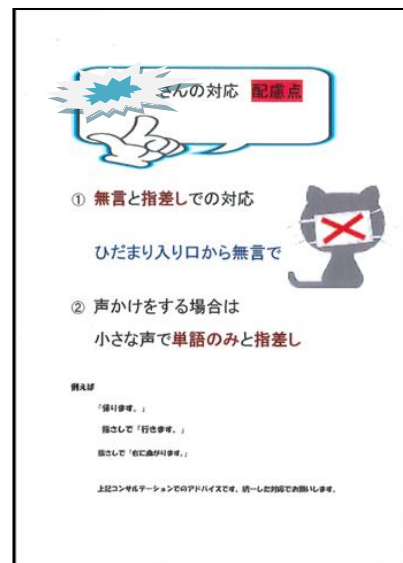 さんの対応 配慮点
① 無言と指差しでの対応
ひだまり入り口から無言で
② 声かけをする場合は
小さな声で単語のみと指差し
例えば
「帰ります。」
指さしで「行きます。」
指さしで「右に曲がります。」
上記コンサルテーションでのアドバイスです。統一した対応でお願いします。